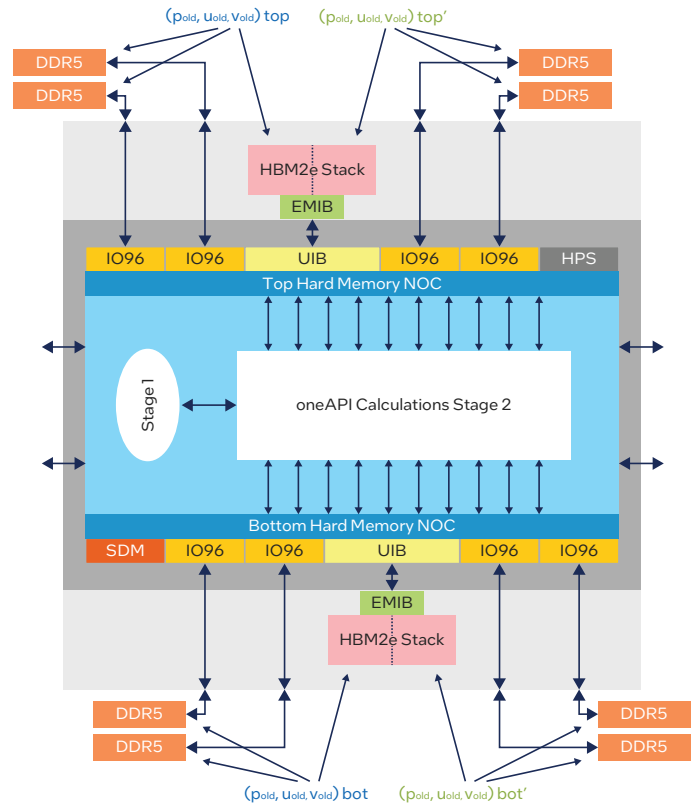 (pold, uold, vold) top (pold, uold, vold) top’
DDR5 DDR5
DDR5 DDR5
HBM2e Stack
EMIB
IO96 IO96 UIB IO96 IO96 HPS
Top Hard Memory NOC
Stage 1
oneAPI Calculations Stage 2
Bottom Hard Memory NOC
SDM IO96 IO96 UIB IO96 IO96
EMIB
HBM2e Stack
DDR5 DDR5
DDR5 DDR5
(pold, uold, vold) bot (pold, uold, vold) bot’